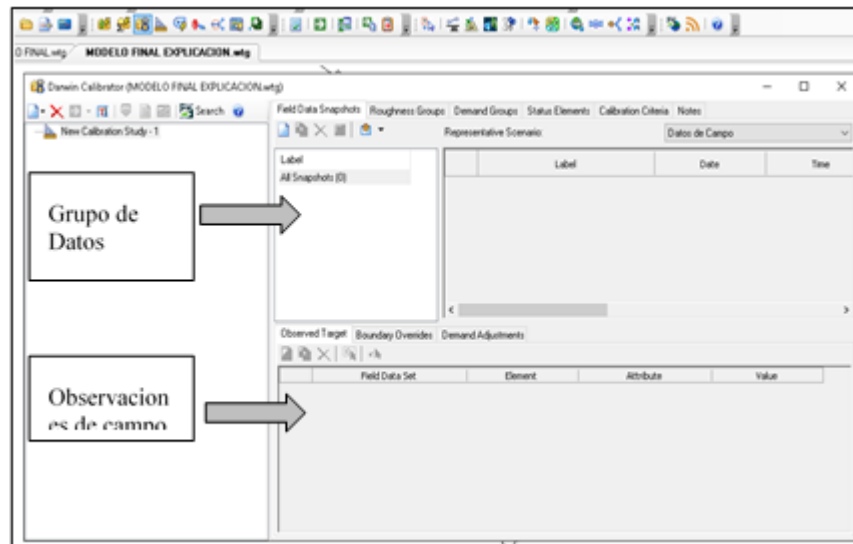 O FINAL.wtg MODELO FINAL EXPLICACION.wtg
Darwin Calibrator (MODELO FINAL EXPLICACION.wtg)
Search
New Calibration Study - 1
Field Data Snapshots Roughness Groups Demand Groups Status Elements Calibration Criteria Notes
Representative Scenario: Datos de Campo
Label
All Snapshots (0)
Label Date Time
Grupo de
Datos
Observed Target Boundary Overrides Demand Adjustments
Field Data Set Element Attribute Value
Observacion
es de campo